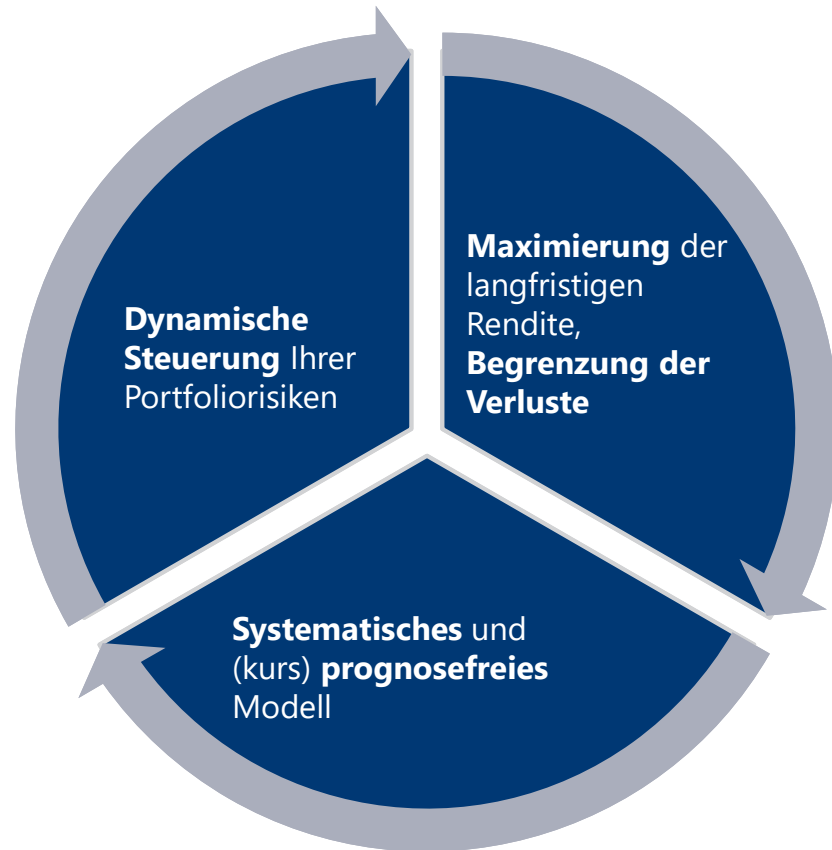 Maximierung der
langfristigen
Rendite,
Begrenzung der
Verluste
Systematisches und
(kurs) prognosefreies
Modell
Dynamische
Steuerung Ihrer
Portfoliorisiken